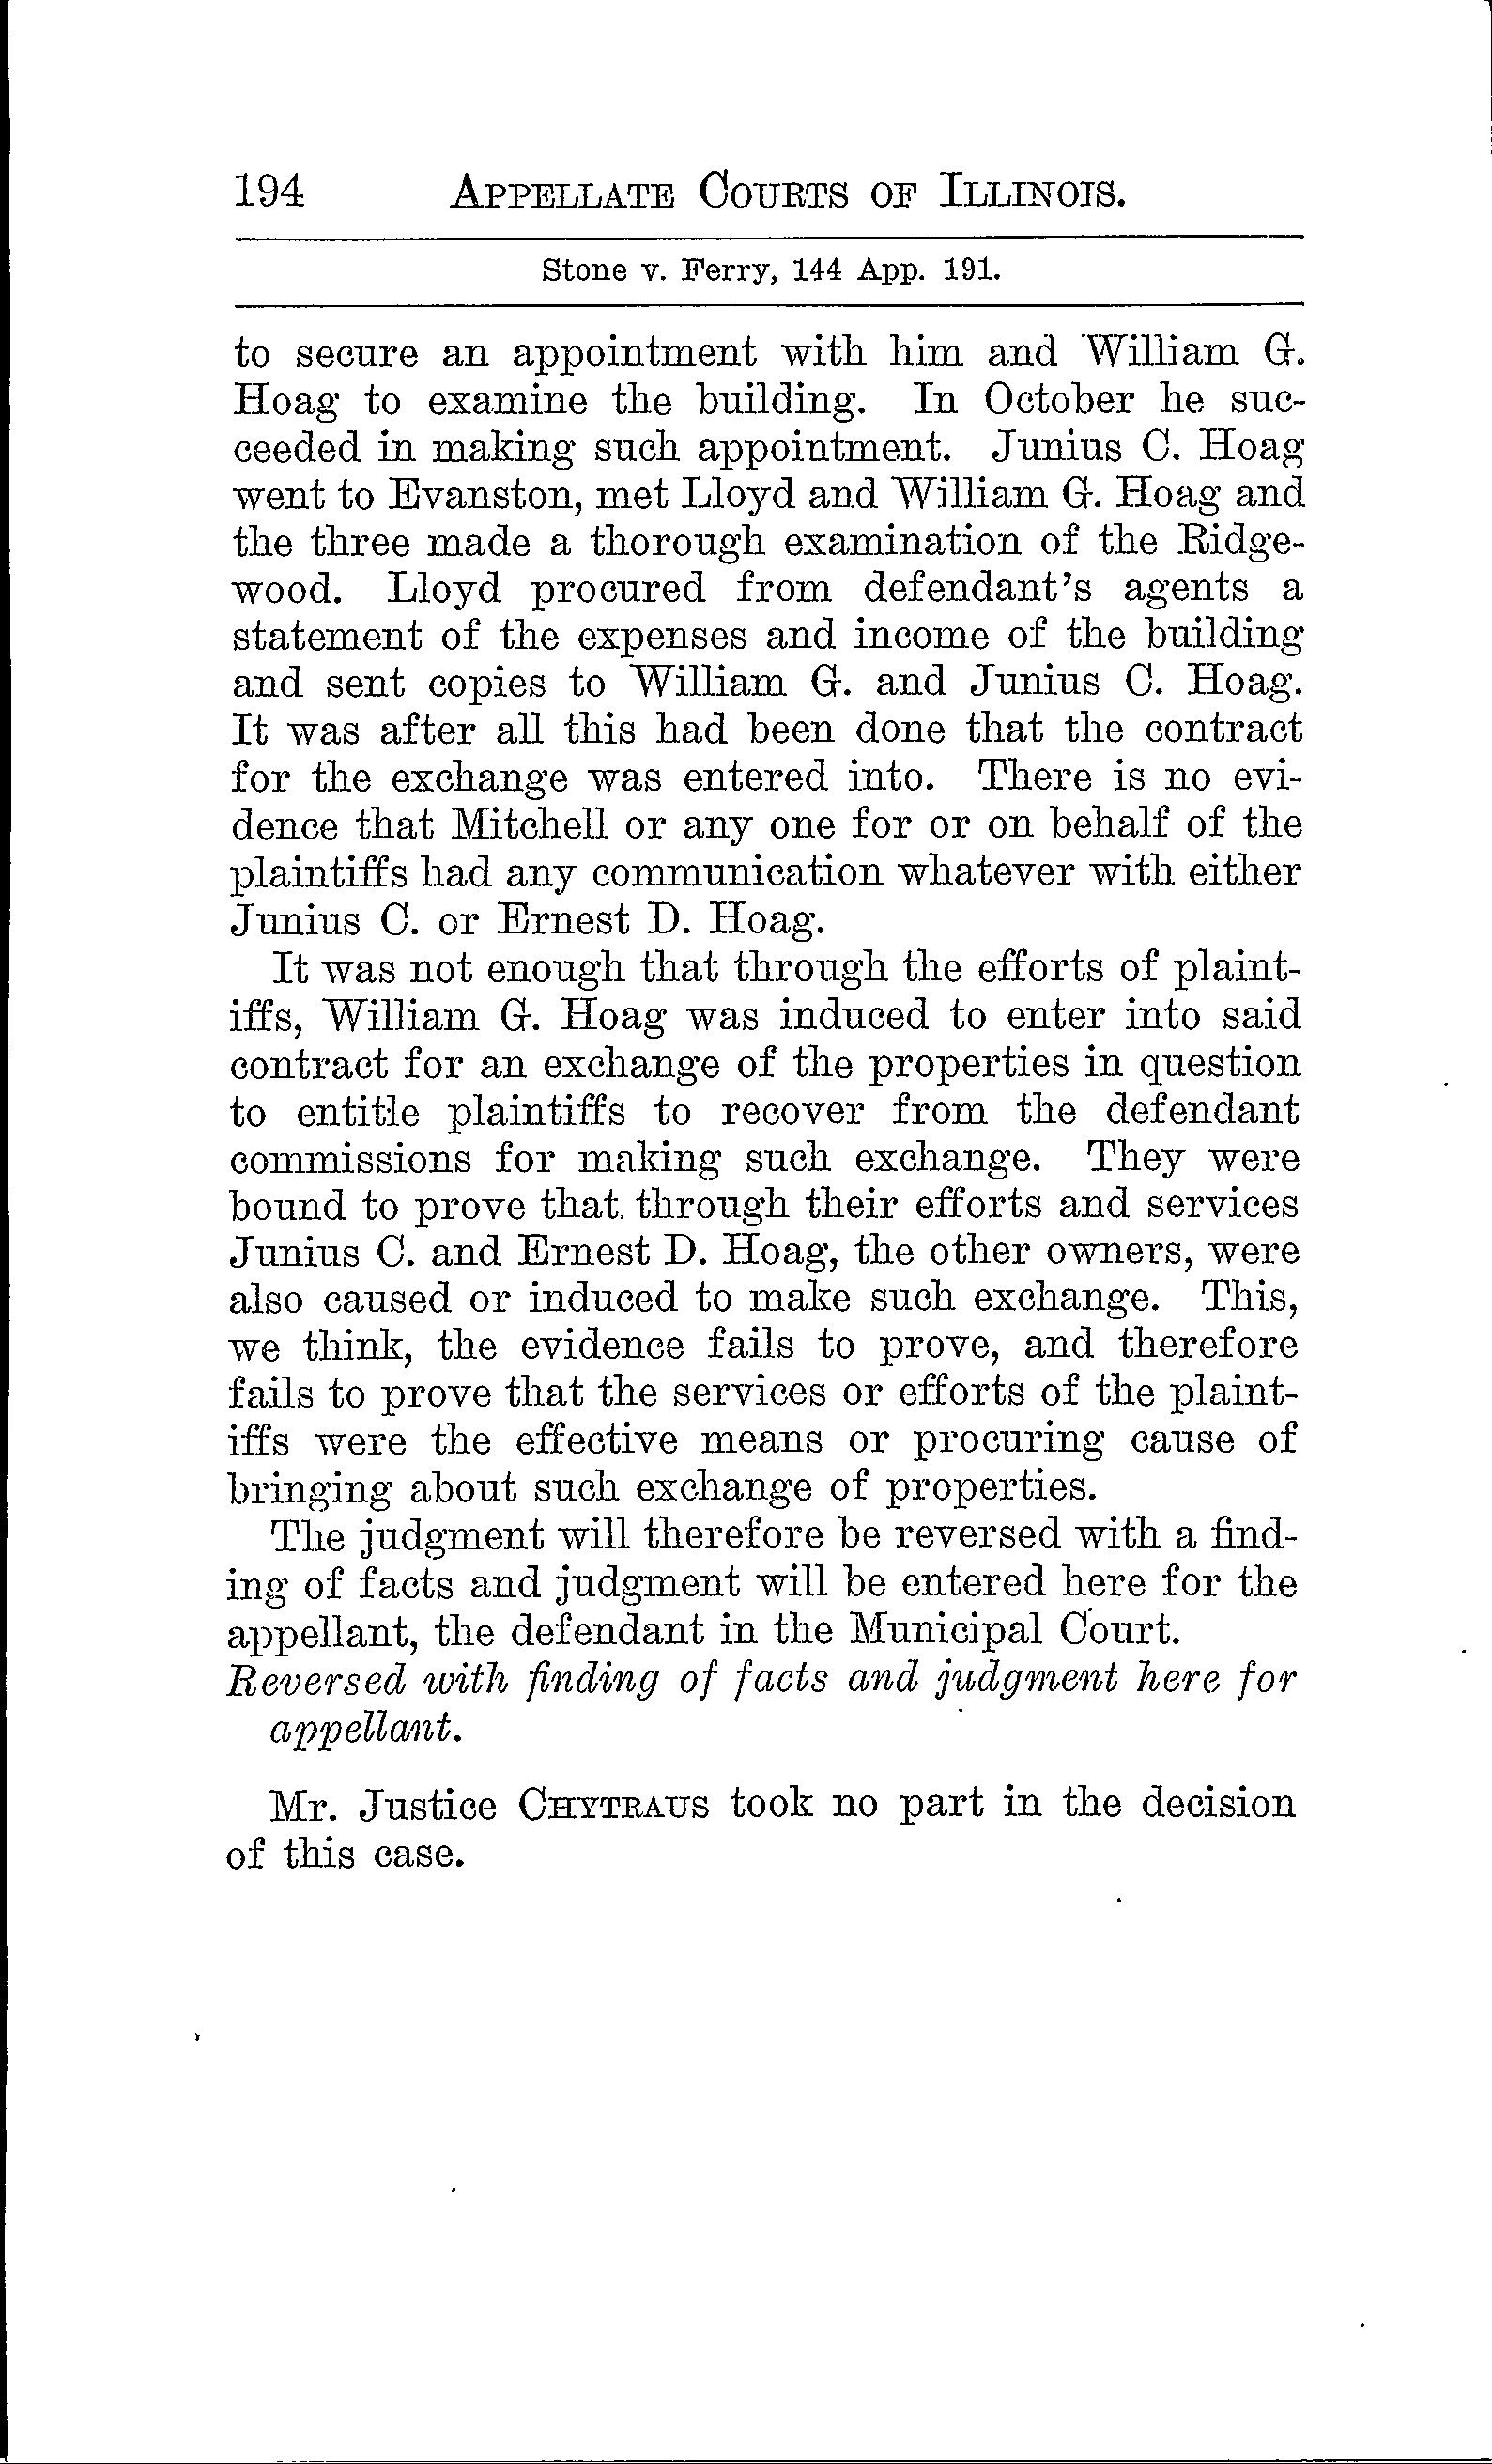 194 APPELLATE COURTS OF ILLINOIS.
Stone v. Ferry, 144 App. 191.
to secure an appointment with him and William G.
Hoag to examine the building. In October he suc-
ceeded in making such appointment. Junius C. Hoag
went to Evanston, met Lloyd and William G. Hoag and
the three made a thorough examination of the Ridge-
wood. Lloyd procured from defendant's agents a
statement of the expenses and income of the building
and sent copies to William G. and Junius C. Hoag.
It was after all this had been done that the contract
for the exchange was entered into. There is no evi-
dence that Mitchell or any one for or on behalf of the
plaintiffs had any communication whatever with either
Junius C. or Ernest D. Hoag.
It was not enough that through the efforts of plaint-
iffs, William G. Hoag was induced to enter into said
contract for an exchange of the properties in question
to entitle plaintiffs to recover from the defendant
commissions for making such exchange. They were
bound to prove that through their efforts and services
Junius C. and Ernest D. Hoag, the other owners, were
also caused or induced to make such exchange. This,
we think, the evidence fails to prove, and therefore
fails to prove that the services or efforts of the plaint-
iffs were the effective means or procuring cause of
bringing about such exchange of properties.
The judgment will therefore be reversed with a find-
ing of facts and judgment will be entered here for the
appellant, the defendant in the Municipal Court.
Reversed with finding of facts and judgment here for
appellant.
Mr. Justice CHYTRAUS took no part in the decision
of this case.